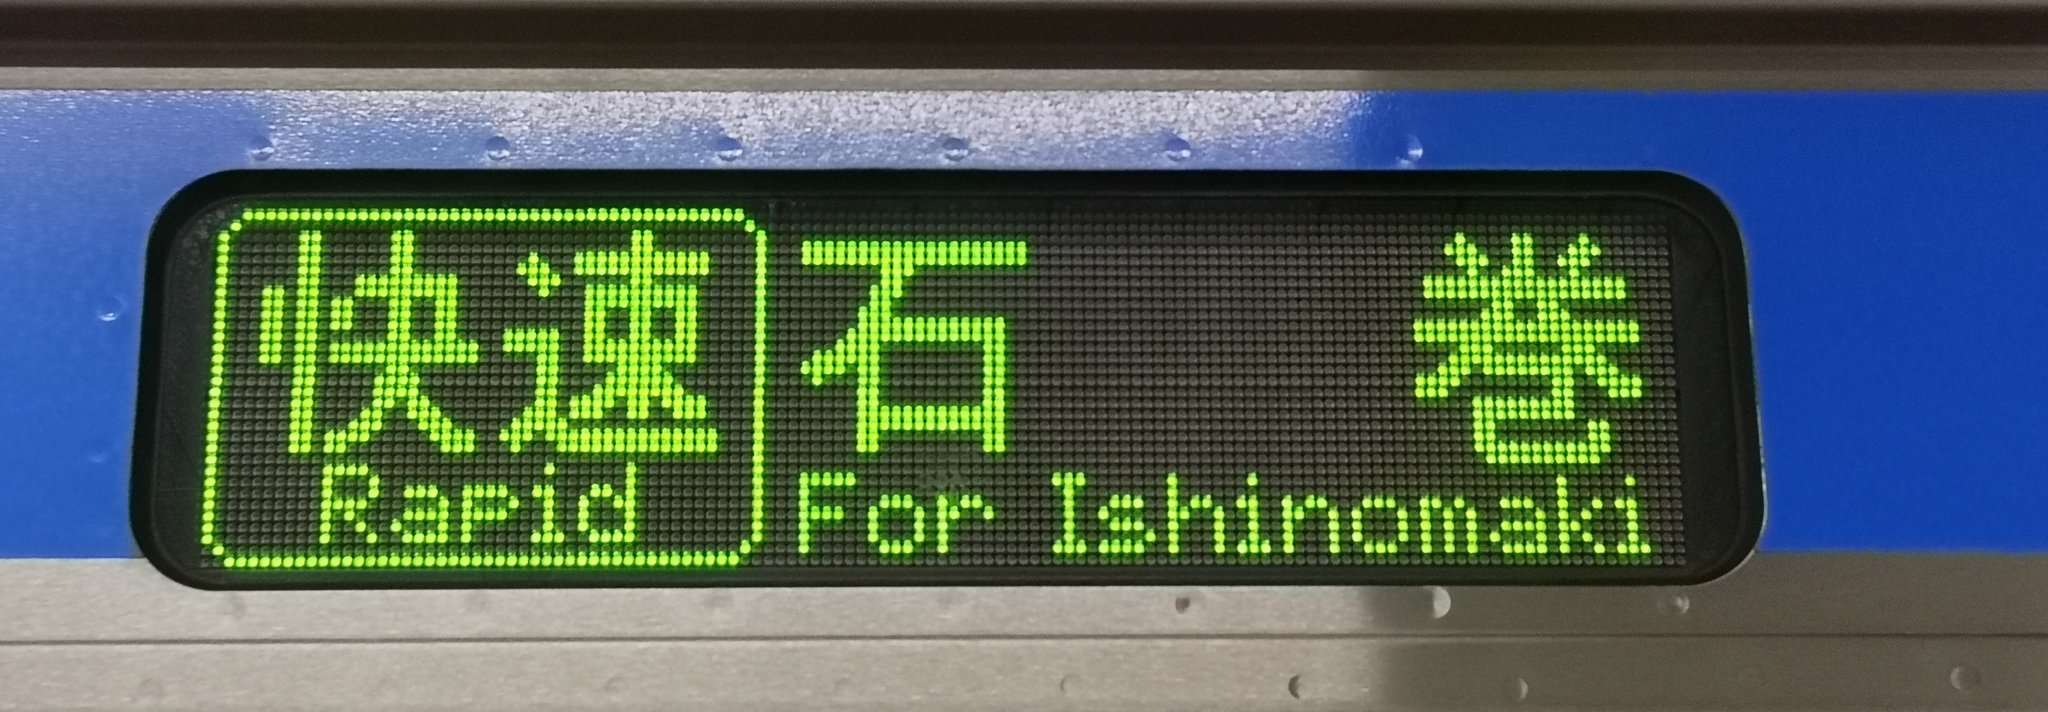 快速 石巻
Rapid For Ishinomaki